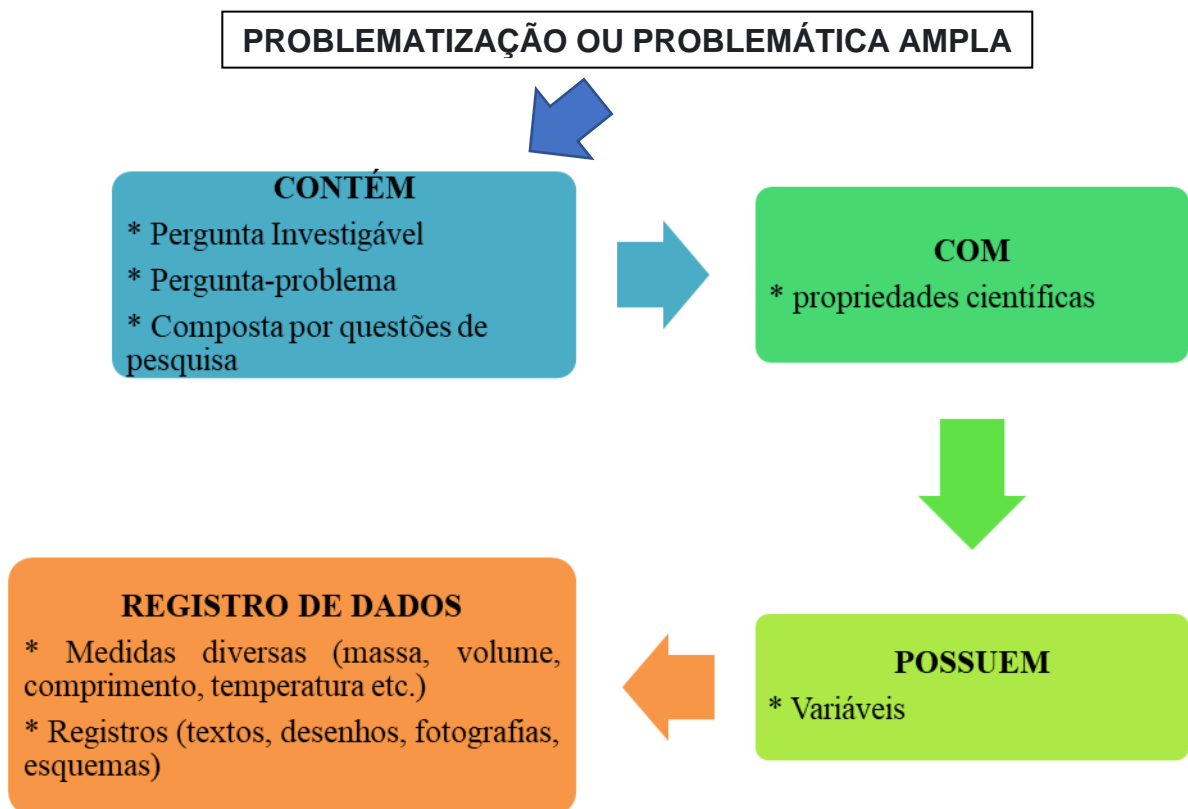 PROBLEMATIZAÇÃO OU PROBLEMÁTICA AMPLA
CONTÉM
* Pergunta Investigável
* Pergunta-problema
* Composta por questões de
pesquisa
COM
* propriedades científicas
POSSUEM
* Variáveis
REGISTRO DE DADOS
* Medidas diversas (massa, volume,
comprimento, temperatura etc.)
* Registros (textos, desenhos, fotografias,
esquemas)